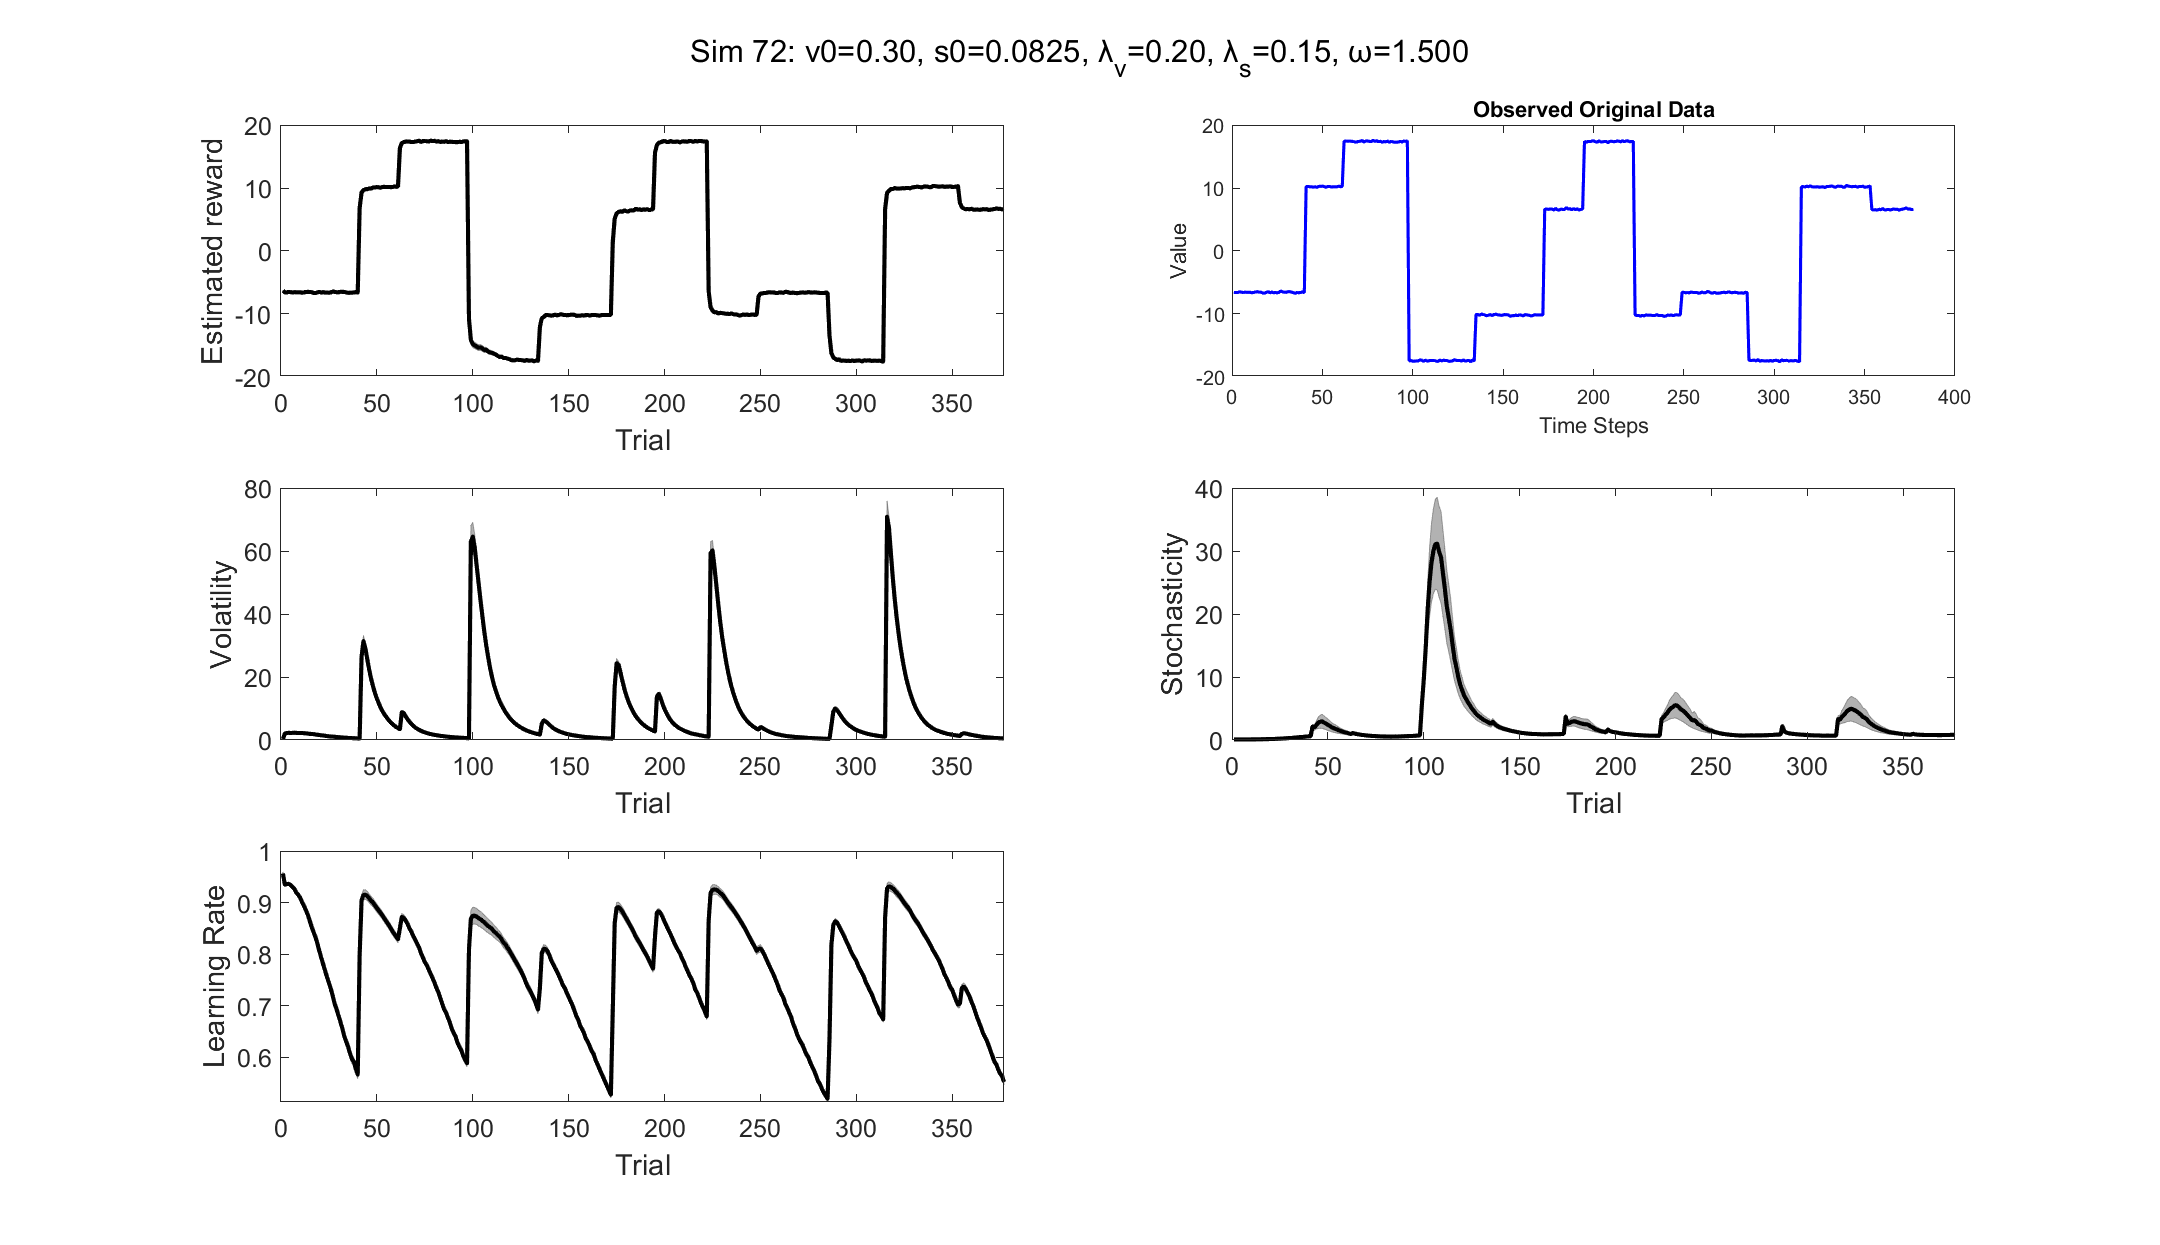 Sim 72: v0=0.30, s0=0.0825, λv=0.20, λs=0.15, ω=1.500
20
10
0
-10
-20
Estimated reward
0 50 100 150 200 250 300 350
Trial
Observed Original Data
20
10
0
-10
-20
Value
0 50 100 150 200 250 300 350 400
Time Steps
80
60
40
20
0
Volatility
0 50 100 150 200 250 300 350
Trial
40
30
20
10
0
Stochasticity
0 50 100 150 200 250 300 350
Trial
1
0.9
0.8
0.7
0.6
Learning Rate
0 50 100 150 200 250 300 350
Trial